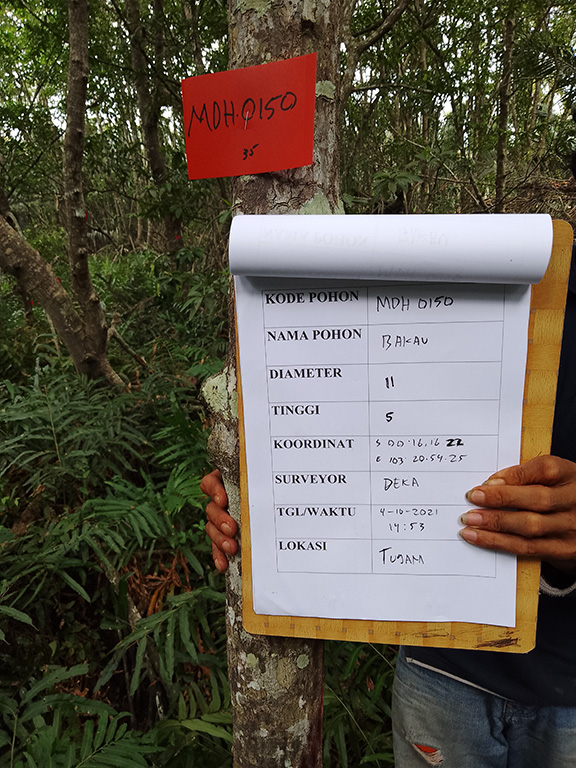 MDH.0150
35
KODE POHON MDH 0150
NAMA POHON BAKAU
DIAMETER 11
TINGGI 5
KOORDINAT S 00.16.16 22
E 103.20.54.25
SURVEYOR DEKA
TGL/WAKTU 4-10-2021
14:53
LOKASI TUJAM